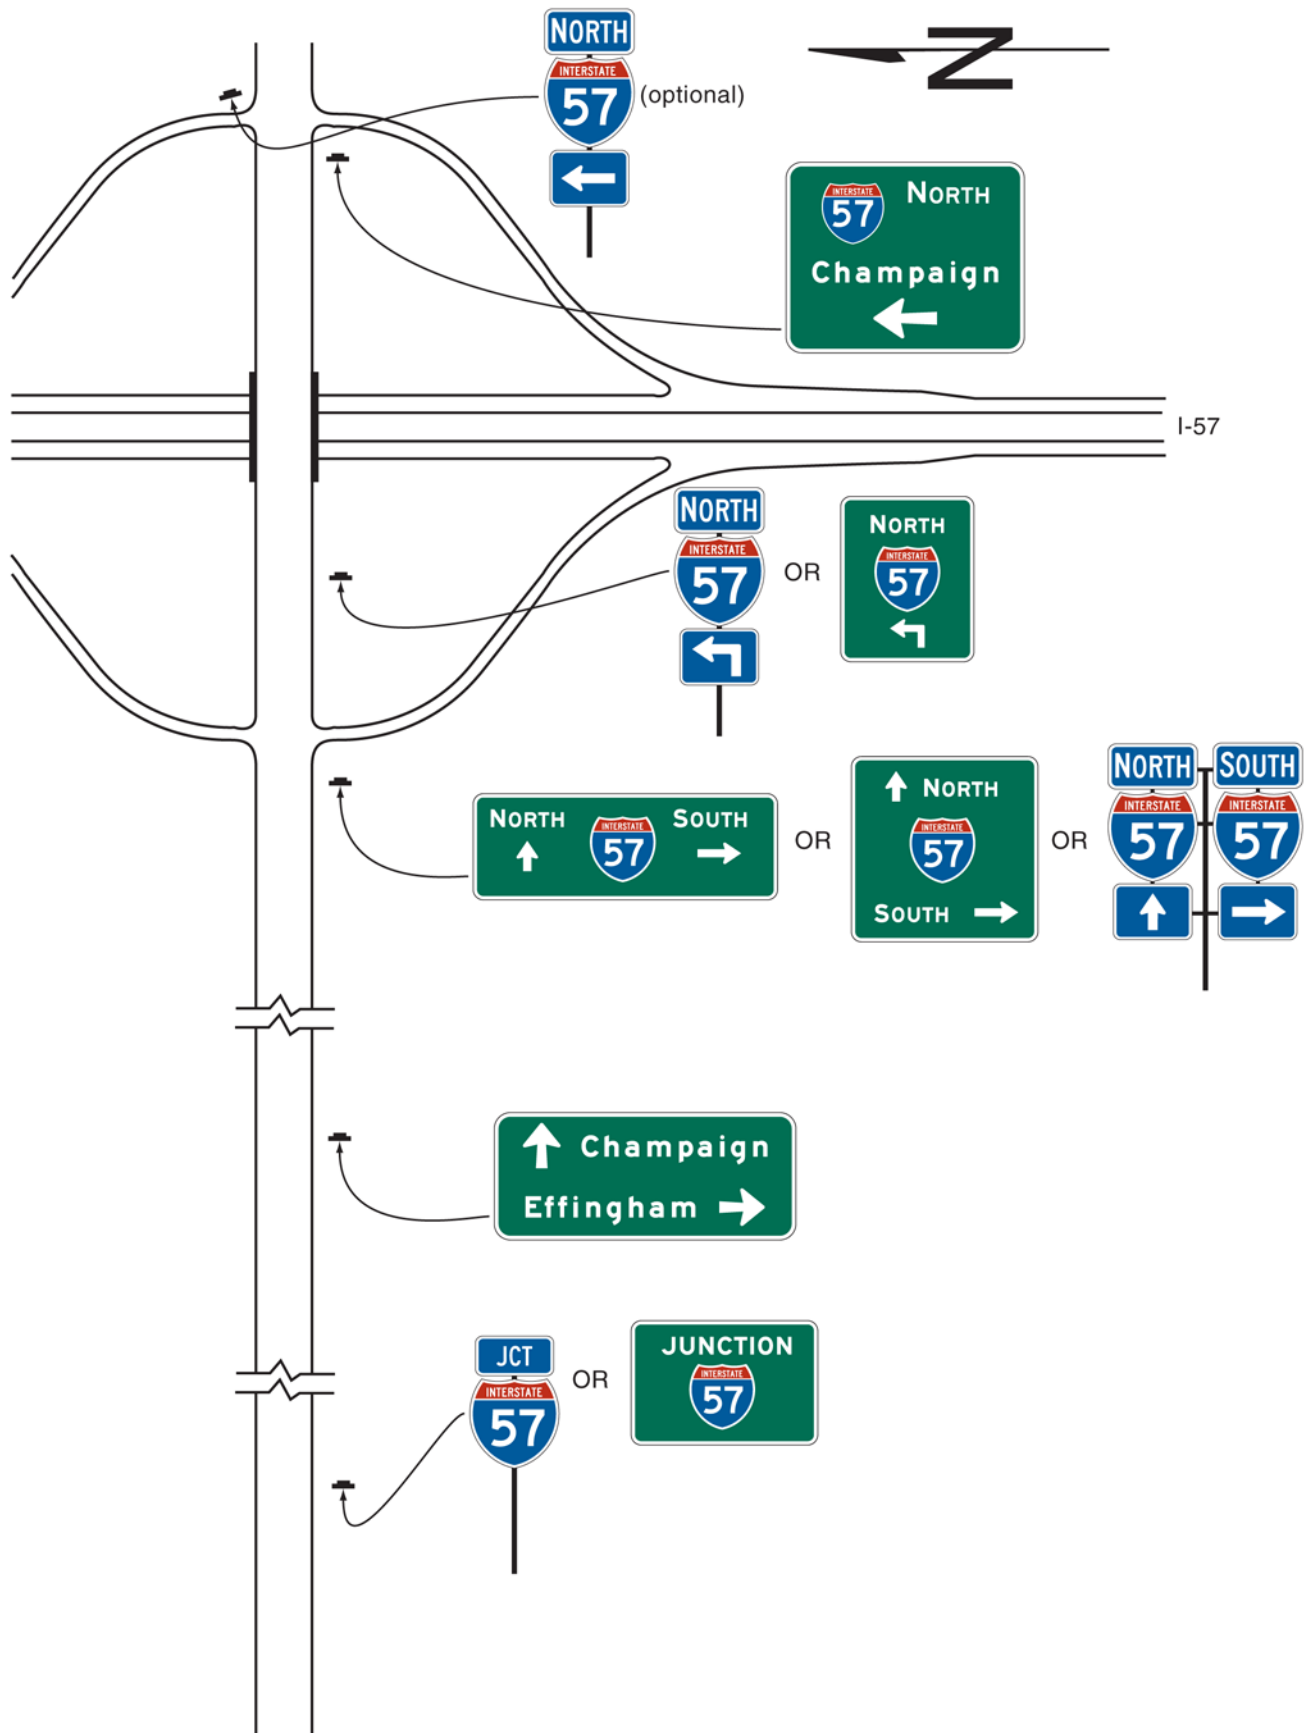 NORTH
INTERSTATE
57
(optional)
N
INTERSTATE
57
NORTH
Champaign
I-57
NORTH
INTERSTATE
57
OR
NORTH
INTERSTATE
57
NORTH
INTERSTATE
57
SOUTH
OR
NORTH
INTERSTATE
57
SOUTH
OR
NORTH
INTERSTATE
57
SOUTH
INTERSTATE
57
Champaign
Effingham
JCT
INTERSTATE
57
OR
JUNCTION
INTERSTATE
57